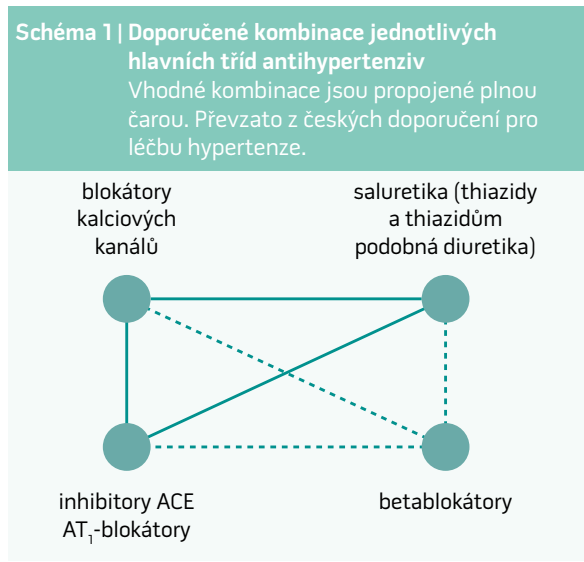 Schéma 1 | Doporučené kombinace jednotlivých
hlavních tříd antihypertenziv
Vhodné kombinace jsou propojené plnou
čarou. Převzato z českých doporučení pro
léčbu hypertenze.
blokátory
kalciových
kanálů
saluretika (thiazidy
a thiazidům
podobná diuretika)
inhibitory ACE
AT₁-blokátory
betablokátory